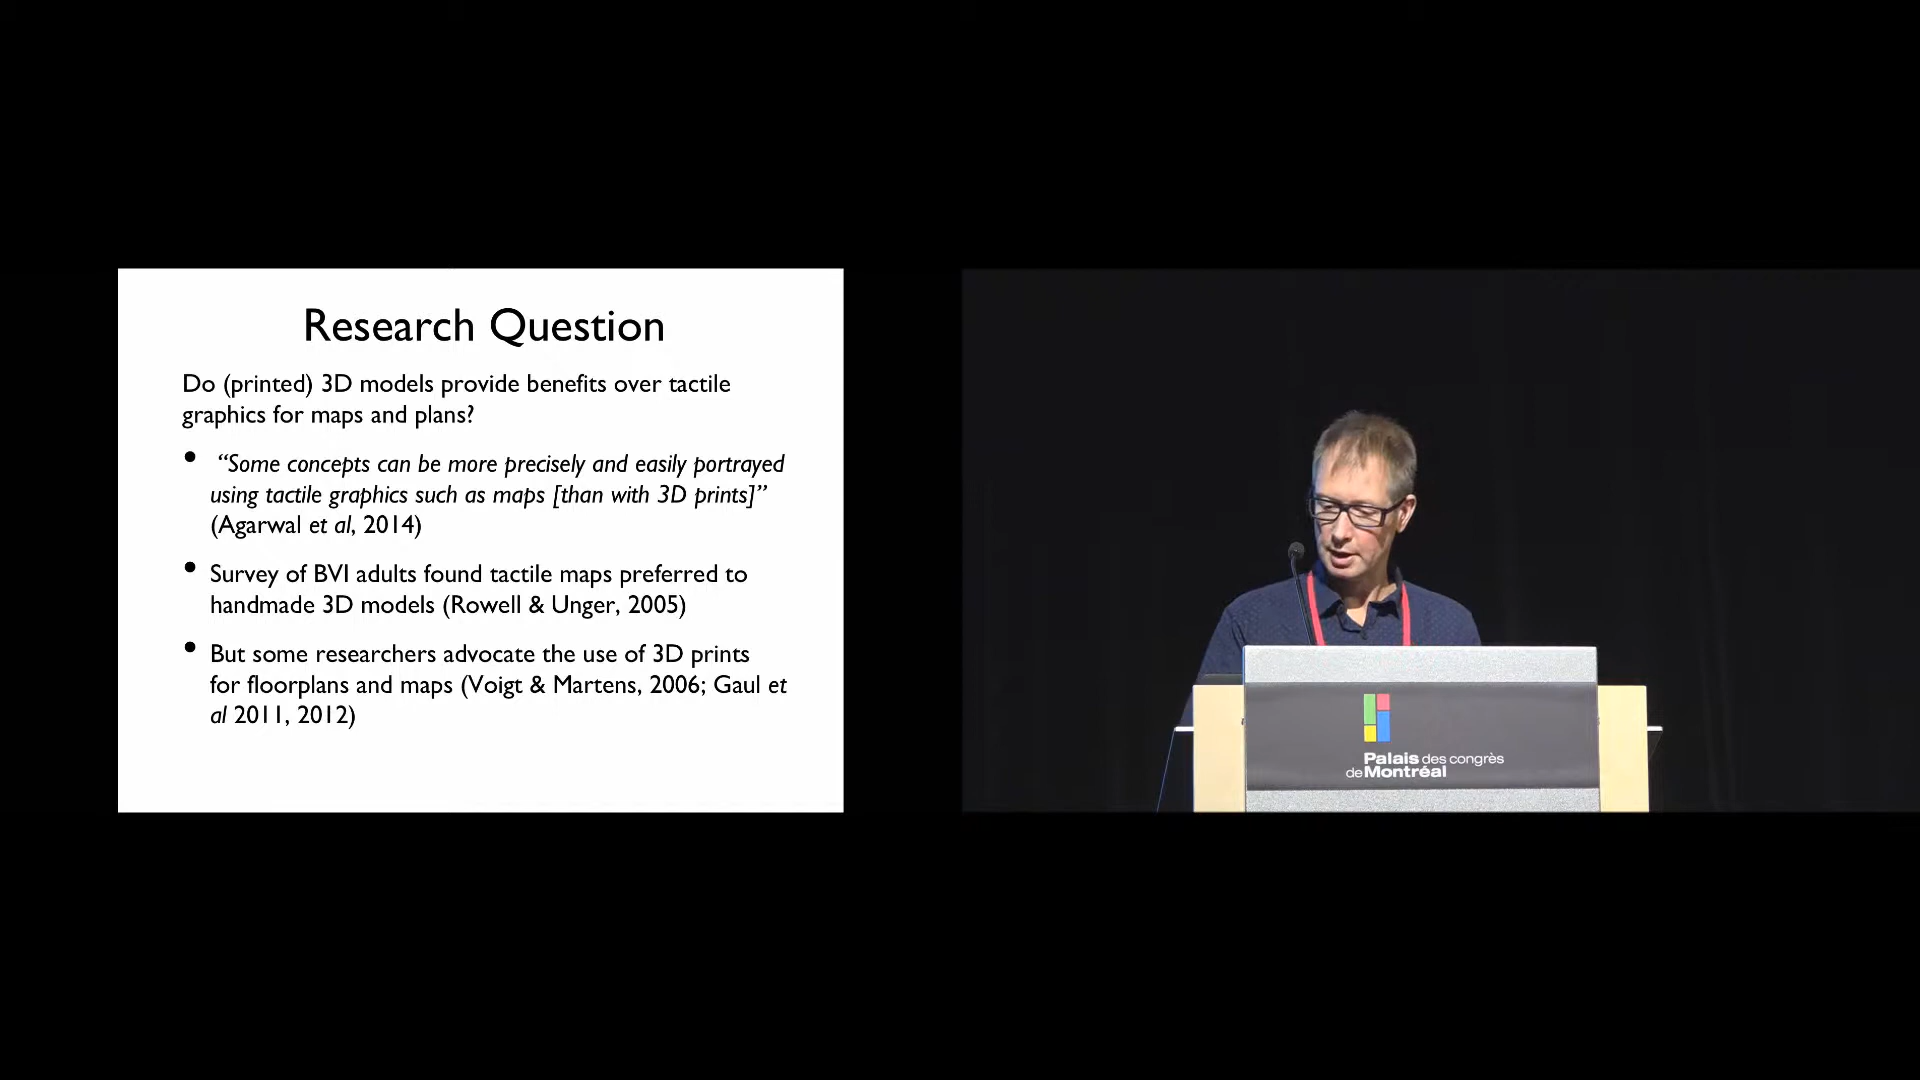 Research Question
Do (printed) 3D models provide benefits over tactile
graphics for maps and plans?
• “Some concepts can be more precisely and easily portrayed
using tactile graphics such as maps [than with 3D prints]”
(Agarwal et al, 2014)
• Survey of BVI adults found tactile maps preferred to
handmade 3D models (Rowell & Unger, 2005)
• But some researchers advocate the use of 3D prints
for floorplans and maps (Voigt & Martens, 2006; Gaul et
al 2011, 2012)
Palais des congrès
de Montréal